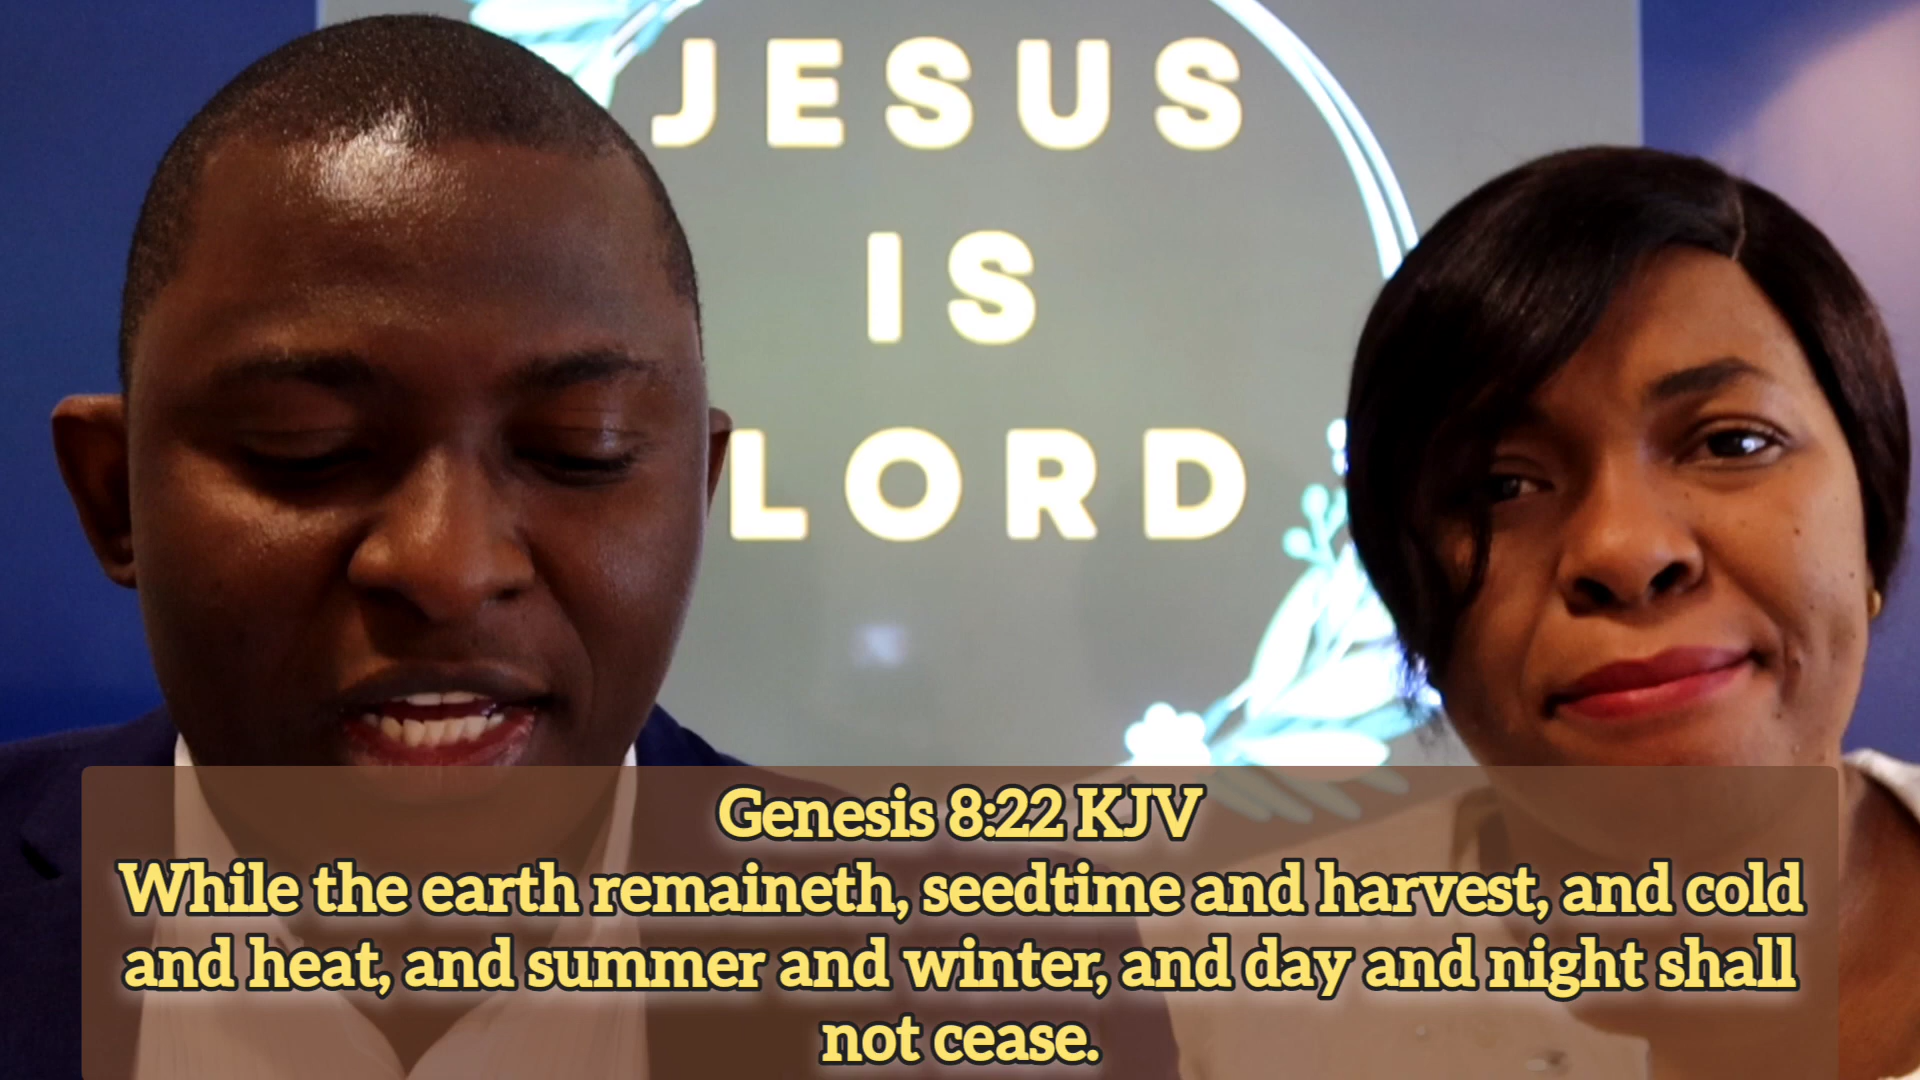 JESUS
IS
LORD
Genesis 8:22 KJV
While the earth remaineth, seedtime and harvest, and cold
and heat, and summer and winter, and day and night shall
not cease.